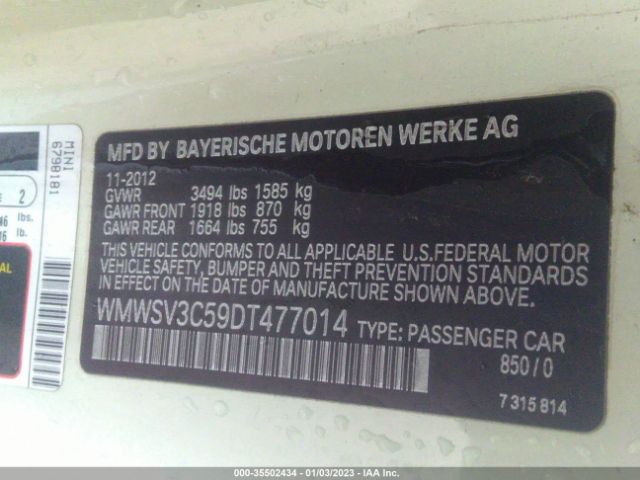 MINI
6798181
2
lbs.
lb.
MFD BY BAYERISCHE MOTOREN WERKE AG
11-2012
GVWR 3494 lbs 1585 kg
GAWR FRONT 1918 lbs 870 kg
GAWR REAR 1664 lbs 755 kg
THIS VEHICLE CONFORMS TO ALL APPLICABLE U.S.FEDERAL MOTOR
VEHICLE SAFETY, BUMPER AND THEFT PREVENTION STANDARDS
IN EFFECT ON THE DATE OF MANUFACTURE SHOWN ABOVE.
WMWSV3C59DT477014 TYPE: PASSENGER CAR
850/0
7 315 814
000-35502434 - 01/03/2023 - IAA Inc.